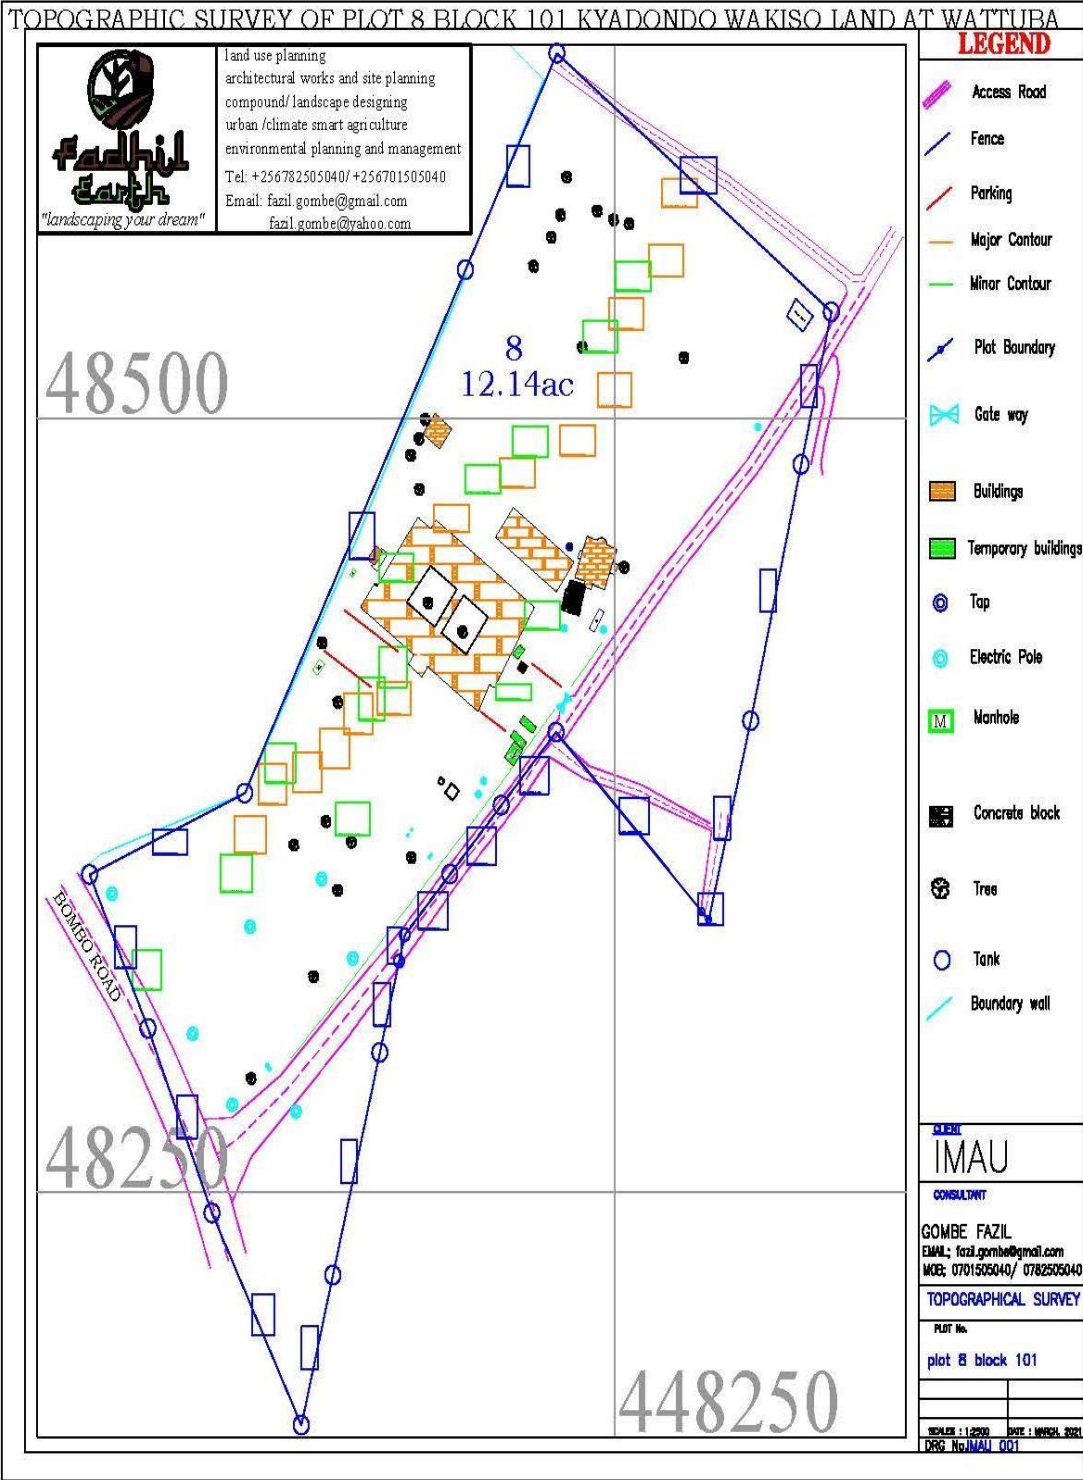 TOPOGRAPHIC SURVEY OF PLOT 8 BLOCK 101 KYADONDO WAKISO LAND AT WATTUBA
fadhil
Earth
"landscaping your dream"
land use planning
architectural works and site planning
compound/ landscape designing
urban /climate smart agriculture
environmental planning and management
Tel: +256782505040/ +256701505040
Email: fazil.gombe@gmail.com
fazil.gombe@yahoo.com
48500
8
12.14ac
BOMBO ROAD
48250
448250
LEGEND
Access Road
Fence
Parking
Major Contour
Minor Contour
Plot Boundary
Gate way
Buildings
Temporary buildings
Tap
Electric Pole
M
Manhole
Concrete block
Tree
Tank
Boundary wall
CLIENT
IMAU
CONSULTANT
GOMBE FAZIL
EMAIL; fazil.gombe@gmail.com
MOB; 0701505040/ 0782505040
TOPOGRAPHICAL SURVEY
PLOT No.
plot 8 block 101
SCALES : 1:2500
DATE : MARCH, 2021
DRG No.IMAU 001